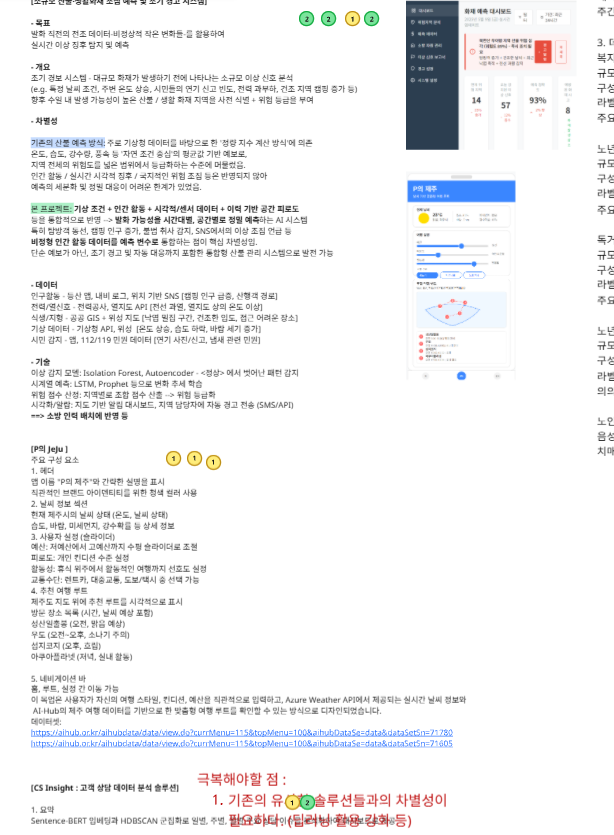 [소규모 산불·생활화재 조짐 예측 및 조기 경고 시스템]
- 목표
발화 직전의 전조 데이터-비정상적 작은 변화들-를 활용하여
실시간 이상 징후 탐지 및 예측
- 개요
조기 경보 시스템 - 대규모 화재가 발생하기 전에 나타나는 소규모 이상 신호 분석
(e.g. 특정 날씨 조건, 주변 온도 상승, 시민들의 연기 신고 빈도, 전력 과부하, 건조 지역 캠핑 증가 등)
향후 수일 내 발생 가능성이 높은 산불 / 생활 화재 지역을 사전 식별 + 위험 등급을 부여
- 차별성
기존의 산불 예측 방식: 주로 기상형 데이터를 바탕으로 한 '정량 지수 계산 방식'에 의존
온도, 습도, 강수량, 풍속 등 '자연 조건 중심'의 평균값 기반 예보로,
지역 전체의 위험도를 넓은 범위에서 등급화하는 수준에 머물렀음.
인간 활동 / 실시간 시각적 징후 / 국지적인 위험 조짐 등은 반영되지 않아
예측의 세분화 및 정밀 대응이 어려운 한계가 있었음.
본 프로젝트: 기상 조건 + 인간 활동 + 시각적/센서 데이터 + 이력 기반 공간 피로도
등을 통합적으로 반영 --> 발화 가능성을 시간대별, 공간별로 정밀 예측하는 AI 시스템
특히 탐방객 동선, 캠핑 인구 증가, 불법 취사 감지, SNS에서의 이상 조짐 언급 등
비정형 인간 활동 데이터를 예측 변수로 통합하는 점이 핵심 차별성임.
단순 예보가 아닌, 조기 경고 및 자동 대응까지 포함한 통합형 산불 관리 시스템으로 발전 가능
- 데이터
인구활동 - 등산 앱, 내비 로그, 위치 기반 SNS [캠핑 인구 급증, 산행객 경로]
전력/열신호 - 전력공사, 열지도 API [전선 과열, 열지도 상의 온도 이상]
식생/지형 - 공공 GIS + 위성 지도 [낙엽 밀집 구간, 건조한 입도, 접근 어려운 장소]
기상 데이터 - 기상청 API, 위성 [온도 상승, 습도 하락, 바람 세기 증가]
시민 감지 - 앱, 112/119 민원 데이터 [연기 사진/신고, 냄새 관련 민원]
- 기술
이상 감지 모델: Isolation Forest, Autoencoder - <정상> 에서 벗어난 패턴 감지
시계열 예측: LSTM, Prophet 등으로 변화 추세 학습
위험 점수 산정: 지역별로 조합 점수 산출 --> 위험 등급화
시각화/알람: 지도 기반 알림 대시보드, 지역 담당자에 자동 경고 전송 (SMS/API)
==> 소방 인력 배치에 반영 등
[P의 JeJu ]
주요 구성 요소
1. 헤더
앱 이름 "P의 제주"와 간략한 설명을 표시
직관적인 브랜드 아이덴티티를 위한 청색 컬러 사용
2. 날씨 정보 섹션
현재 제주시의 날씨 상태 (온도, 날씨 상태)
습도, 바람, 미세먼지, 강수확률 등 상세 정보
3. 사용자 설정 (슬라이더)
예산: 저예산에서 고예산까지 수평 슬라이더로 조절
피로도: 개인 컨디션 수준 설정
활동성: 휴식 위주에서 활동적인 여행까지 선호도 설정
교통수단: 렌트카, 대중교통, 도보/택시 중 선택 가능
4. 추천 여행 루트
제주도 지도 위에 추천 루트를 시각적으로 표시
방문 장소 목록 (시간, 날씨 예상 포함)
성산일출봉 (오전, 맑음 예상)
우도 (오전~오후, 소나기 주의)
섭지코지 (오후, 흐림)
아쿠아플라넷 (저녁, 실내 활동)
5. 네비게이션 바
홈, 루트, 설정 간 이동 가능
이 목업은 사용자가 자신의 여행 스타일, 컨디션, 예산을 직관적으로 입력하고, Azure Weather API에서 제공되는 실시간 날씨 정보와
AI-Hub의 제주 여행 데이터를 기반으로 한 맞춤형 여행 루트를 확인할 수 있는 방식으로 디자인되었습니다.
데이터셋:
https://aihub.or.kr/aihubdata/data/view.do?currMenu=115&topMenu=100&aihubDataSe=data&dataSetSn=71780
https://aihub.or.kr/aihubdata/data/view.do?currMenu=115&topMenu=100&aihubDataSe=data&dataSetSn=71605
[CS Insight : 고객 상담 데이터 분석 솔루션]
1. 요약
Sentence-BERT 임베딩과 HDBSCAN 군집화로 일별, 주별,
극복해야할 점 :
1. 기존의 유사 솔루션들과의 차별성이
필요하다. (딥러닝 활용 강화 등)
2 2 1 2
1 1 1
1 2
화재 예측 대시보드
14
57
93%
8
P의 제주
주간
3. 데
복지
규모
구성
라벨
주요
노년
규모
구성
라벨
주요
독거
규모
구성
라벨
주요
노년
규모
구성
라벨
의의
노인
음성
치매